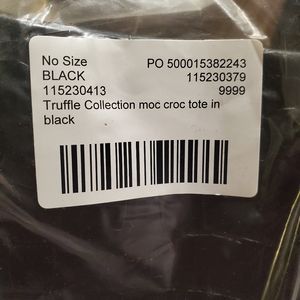 No Size PO 500015382243
BLACK 115230379
115230413 9999
Truffle Collection moc croc tote in
black